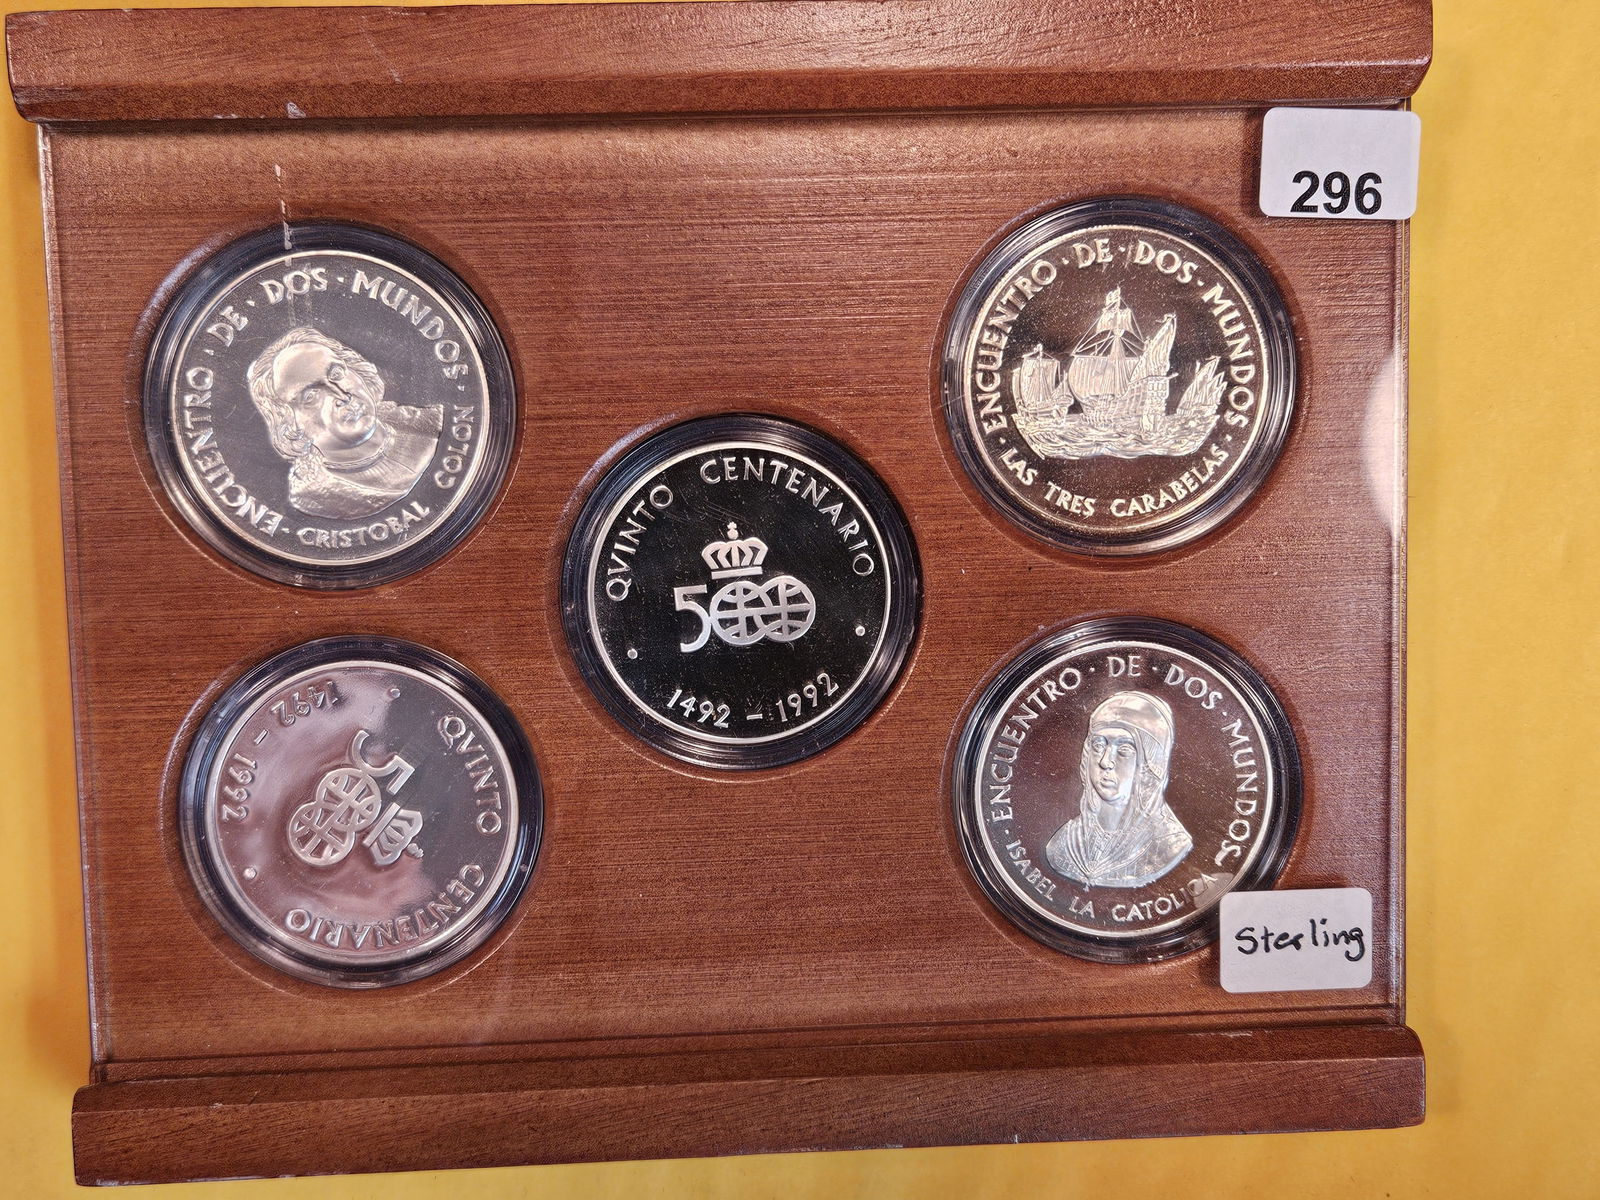 296
ENCUENTRO · DE · DOS · MUNDOS ·
CRISTOBAL COLON
ENCUENTRO · DE · DOS · MUNDOS ·
LAS TRES CARABELAS ·
QVINTO CENTENARIO
500
1492 – 1992
QVINTO CENTENARIO
500
1492 – 1992
· ENCUENTRO · DE · DOS · MUNDOS
ISABEL LA CATOLICA
Sterling